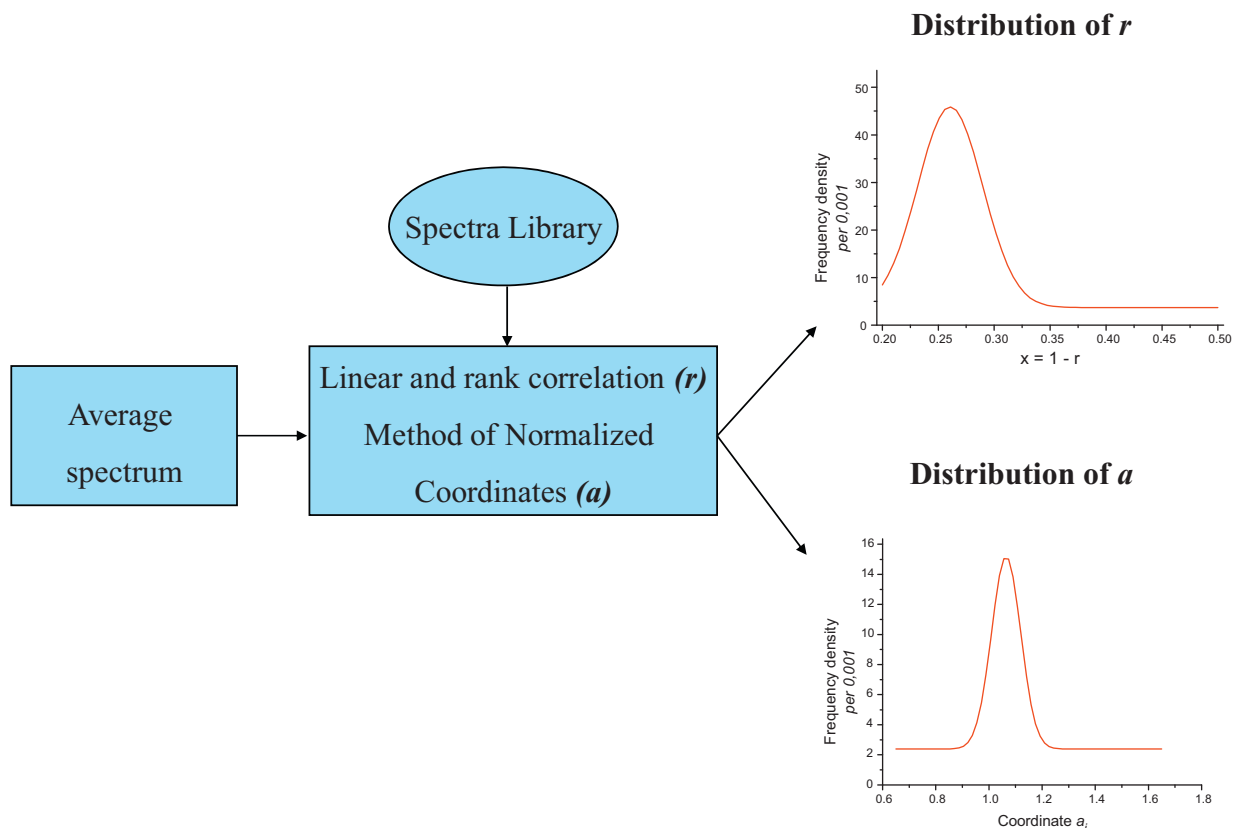 Distribution of r
Frequency density
per 0,001
50
40
30
20
10
0
0.20 0.25 0.30 0.35 0.40 0.45 0.50
x = 1 - r
Spectra Library
Average
spectrum
Linear and rank correlation (r)
Method of Normalized
Coordinates (a)
Distribution of a
Frequency density
per 0,001
16
14
12
10
8
6
4
2
0
0.6 0.8 1.0 1.2 1.4 1.6 1.8
Coordinate aᵢ